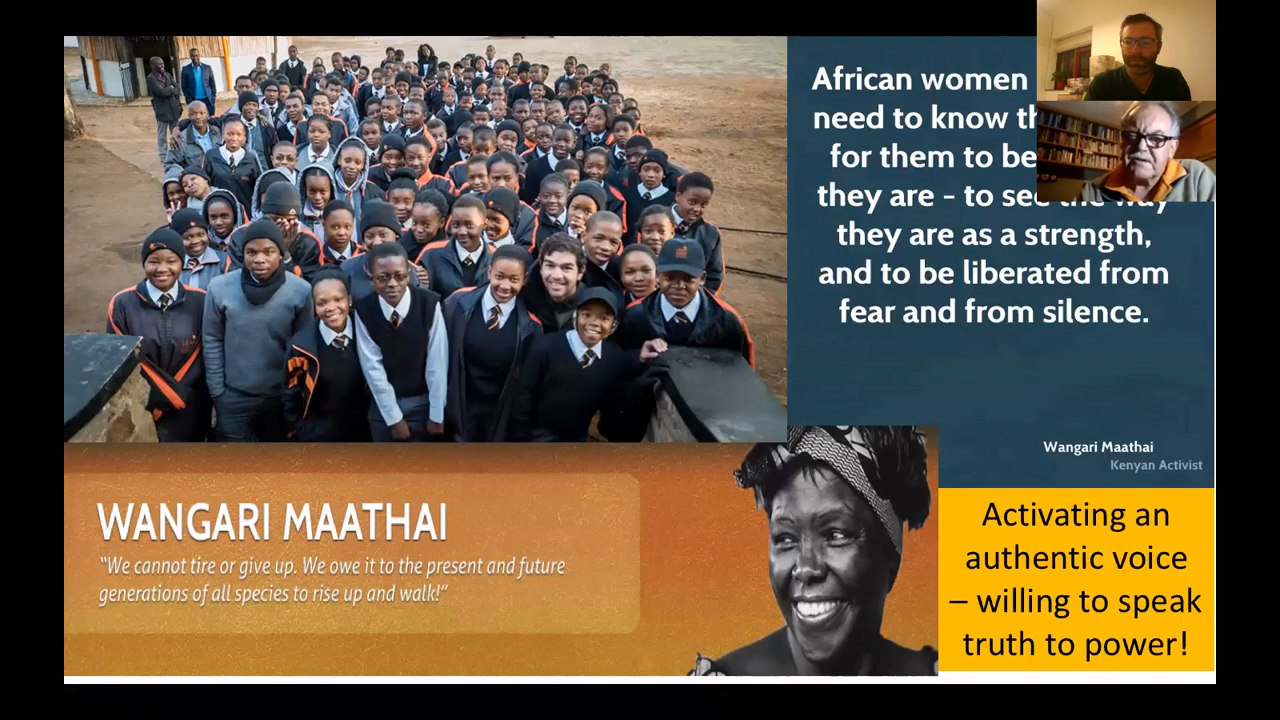 African women
need to know
for them to be
they are - to see the way
they are as a strength,
and to be liberated from
fear and from silence.
Wangari Maathai
Kenyan Activist
WANGARI MAATHAI
"We cannot tire or give up. We owe it to the present and future
generations of all species to rise up and walk!"
Activating an
authentic voice
– willing to speak
truth to power!